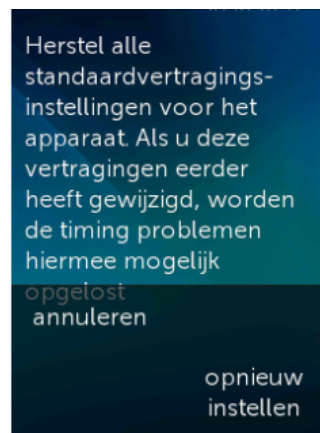 Herstel alle
standaardvertragings-
instellingen voor het
apparaat. Als u deze
vertragingen eerder
heeft gewijzigd, worden
de timing problemen
hiermee mogelijk
opgelost
annuleren
opnieuw
instellen